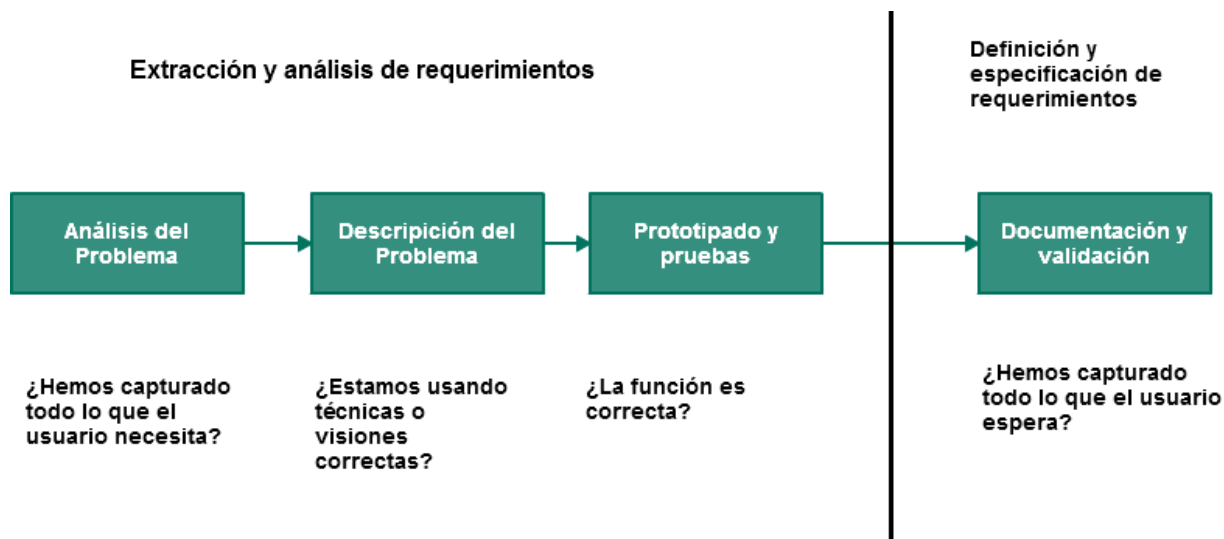 Extracción y análisis de requerimientos
Definición y
especificación de
requerimientos
Análisis del
Problema
Descripición del
Problema
Prototipado y
pruebas
Documentación y
validación
¿Hemos capturado
todo lo que el
usuario necesita?
¿Estamos usando
técnicas o
visiones
correctas?
¿La función es
correcta?
¿Hemos capturado
todo lo que el usuario
espera?